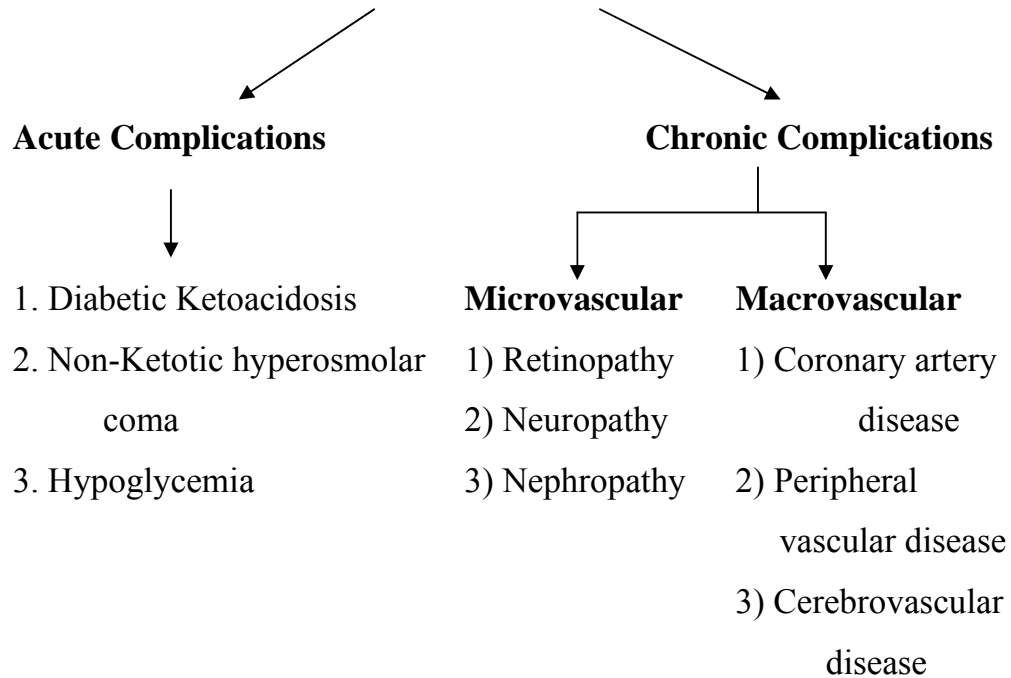 Acute Complications
Chronic Complications
1. Diabetic Ketoacidosis
2. Non-Ketotic hyperosmolar
coma
3. Hypoglycemia
Microvascular
1) Retinopathy
2) Neuropathy
3) Nephropathy
Macrovascular
1) Coronary artery
disease
2) Peripheral
vascular disease
3) Cerebrovascular
disease